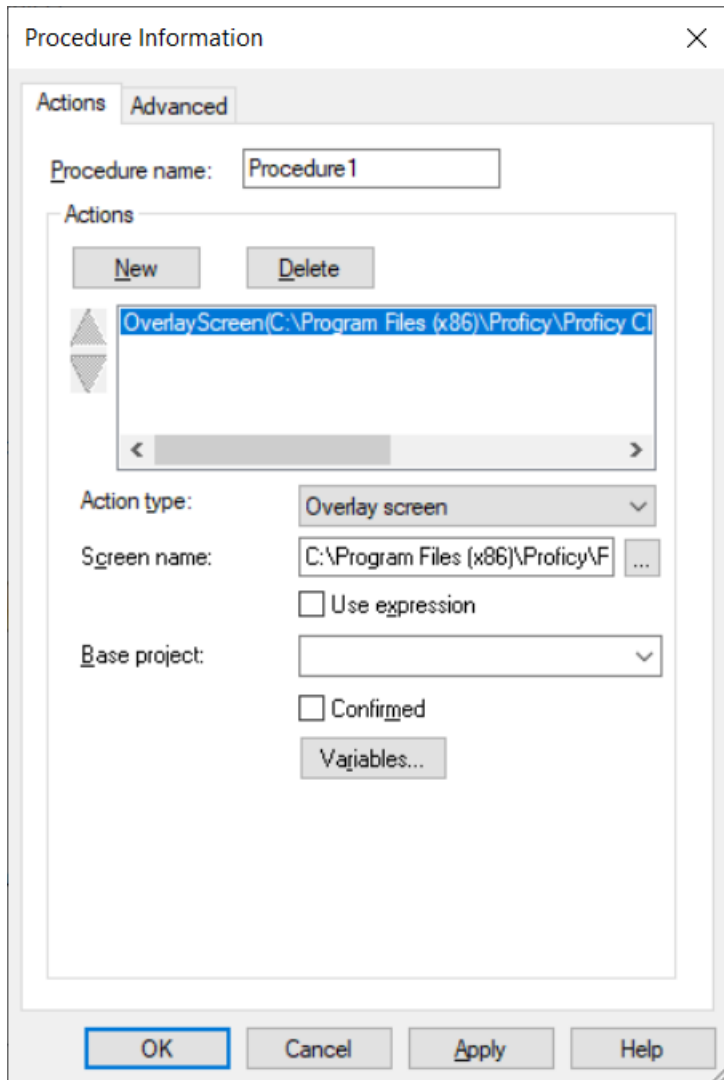 Procedure Information
Actions Advanced
Procedure name: Procedure1
Actions
New Delete
OverlayScreen(C:\Program Files (x86)\Proficy\Proficy CI
Action type: Overlay screen
Screen name: C:\Program Files (x86)\Proficy\F ...
Use expression
Base project:
Confirmed
Variables...
OK Cancel Apply Help